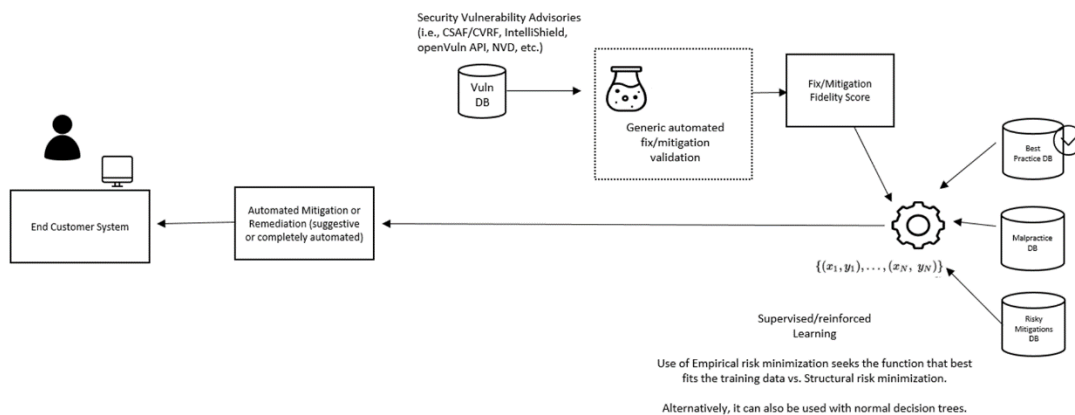 Security Vulnerability Advisories
(i.e., CSAF/CVRF, IntelliShield,
openVuln API, NVD, etc.)
Vuln
DB
Generic automated
fix/mitigation
validation
Fix/Mitigation
Fidelity Score
Best
Practice DB
Malpractice
DB
Risky
Mitigations
DB
End Customer System
Automated Mitigation or
Remediation (suggestive
or completely automated)
{(x₁, y₁), . . . , (x_N, y_N)}
Supervised/reinforced
Learning
Use of Empirical risk minimization seeks the function that best
fits the training data vs. Structural risk minimization.
Alternatively, it can also be used with normal decision trees.